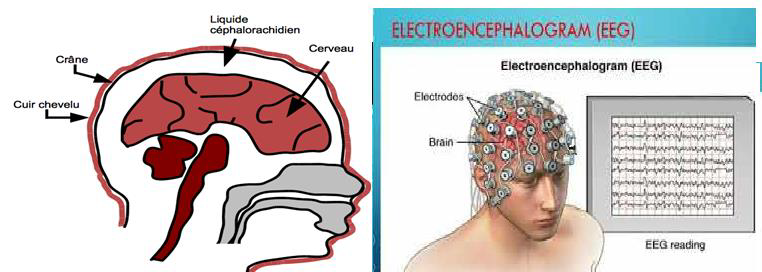 Liquide
céphalorachidien
Cerveau
Crâne
Cuir chevelu
ELECTROENCEPHALOGRAM (EEG)
Electroencephalogram (EEG)
Electrodes
Brain
EEG reading